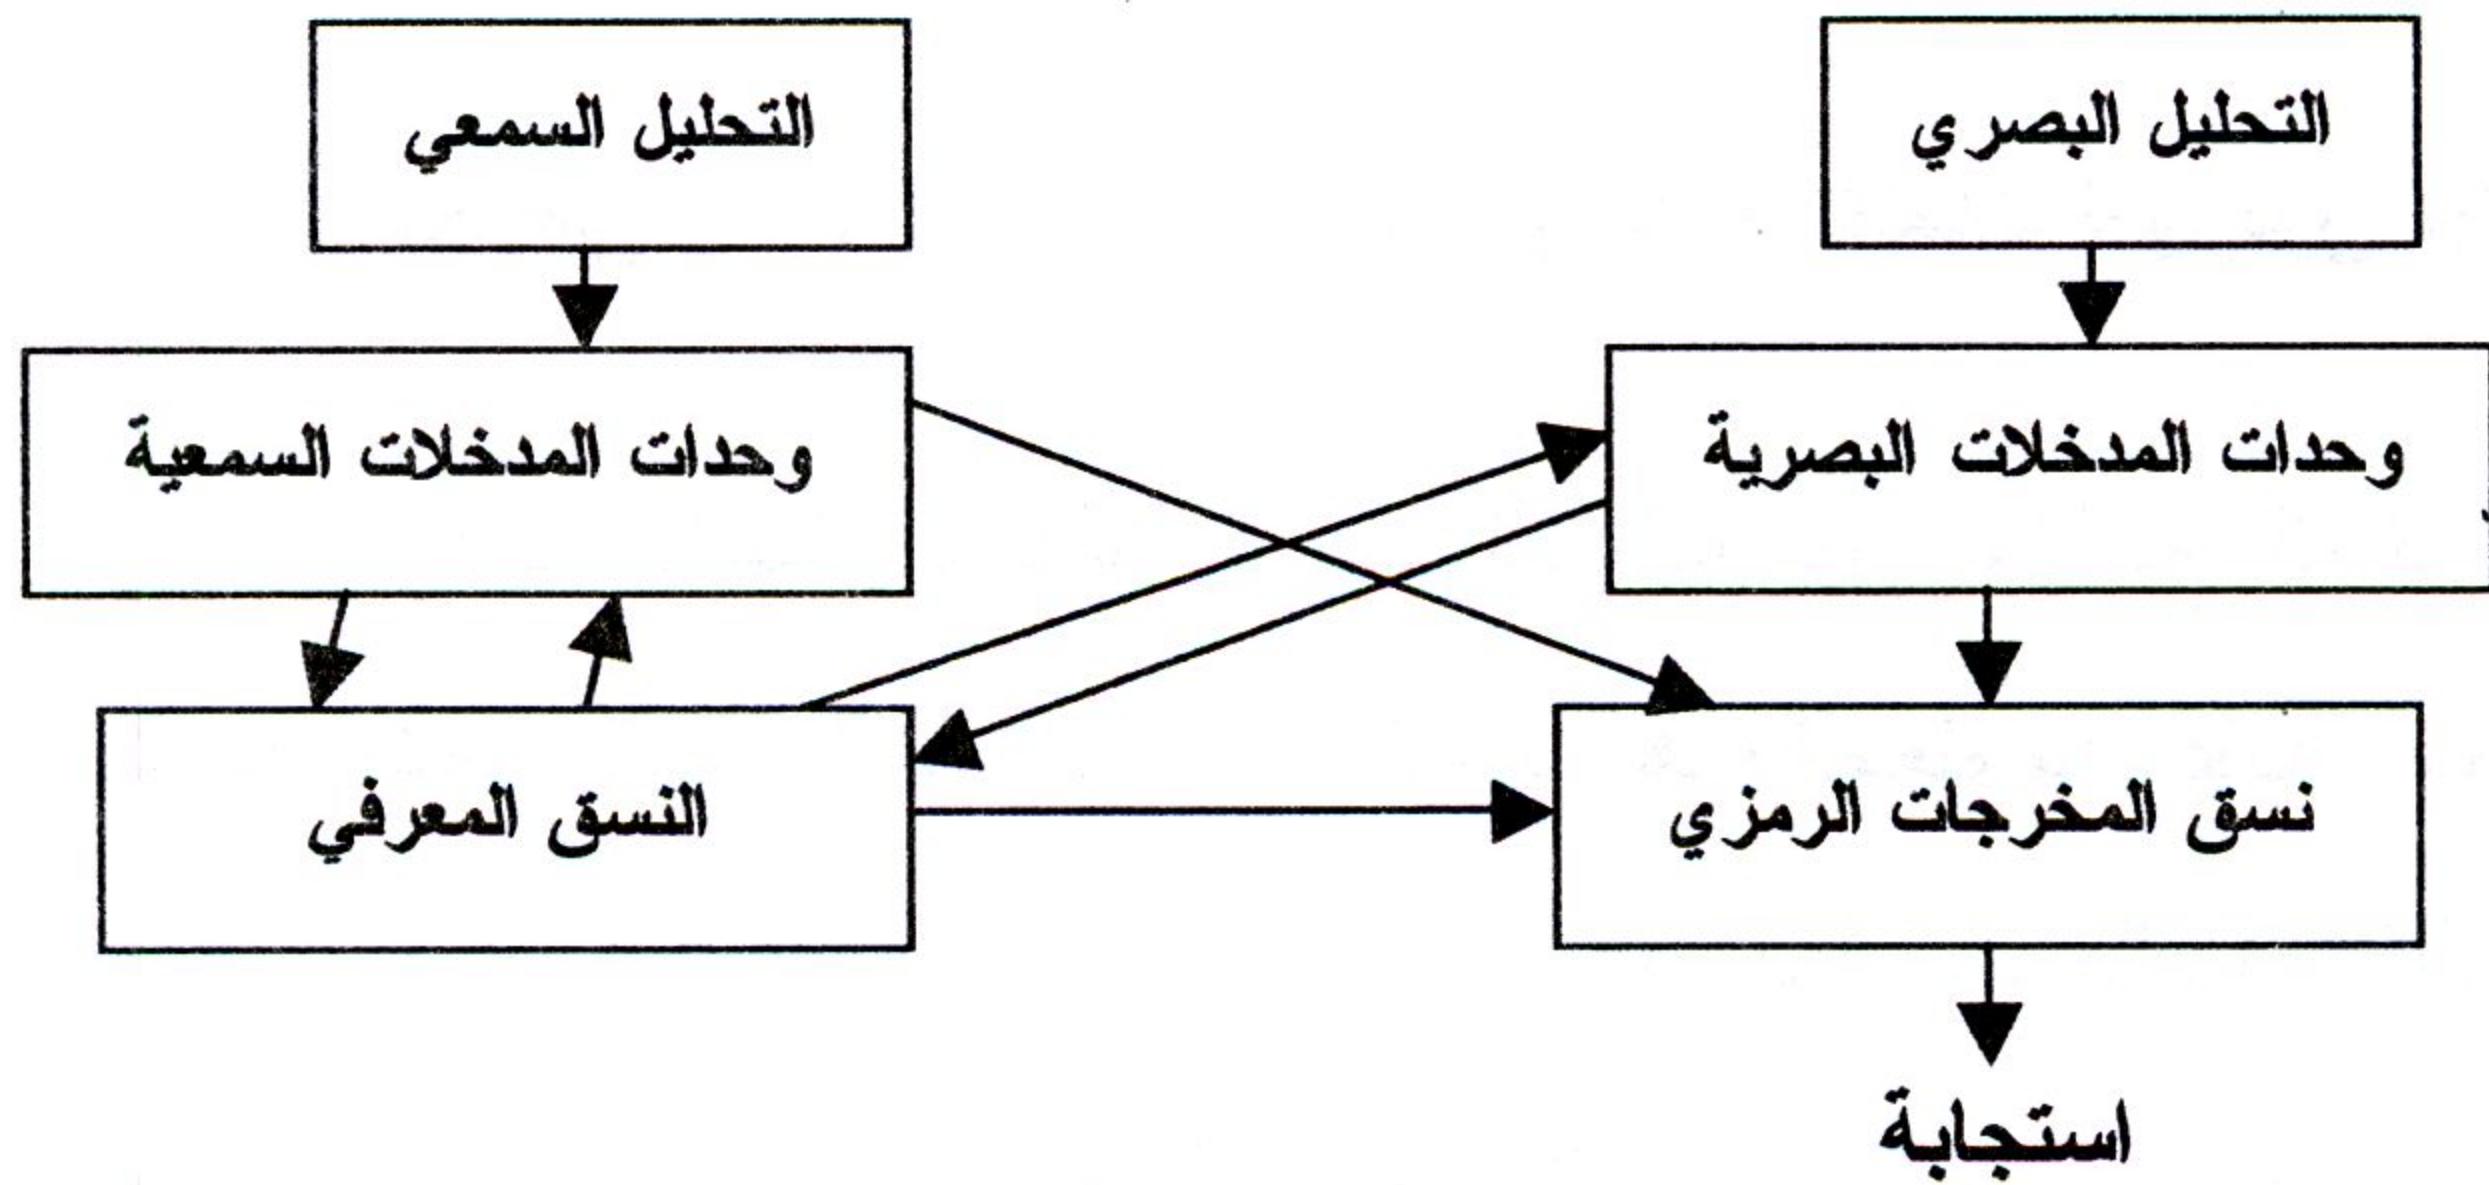 التحليل البصري
التحليل السمعي
وحدات المدخلات البصرية
وحدات المدخلات السمعية
نسق المخرجات الرمزي
النسق المعرفي
استجابة